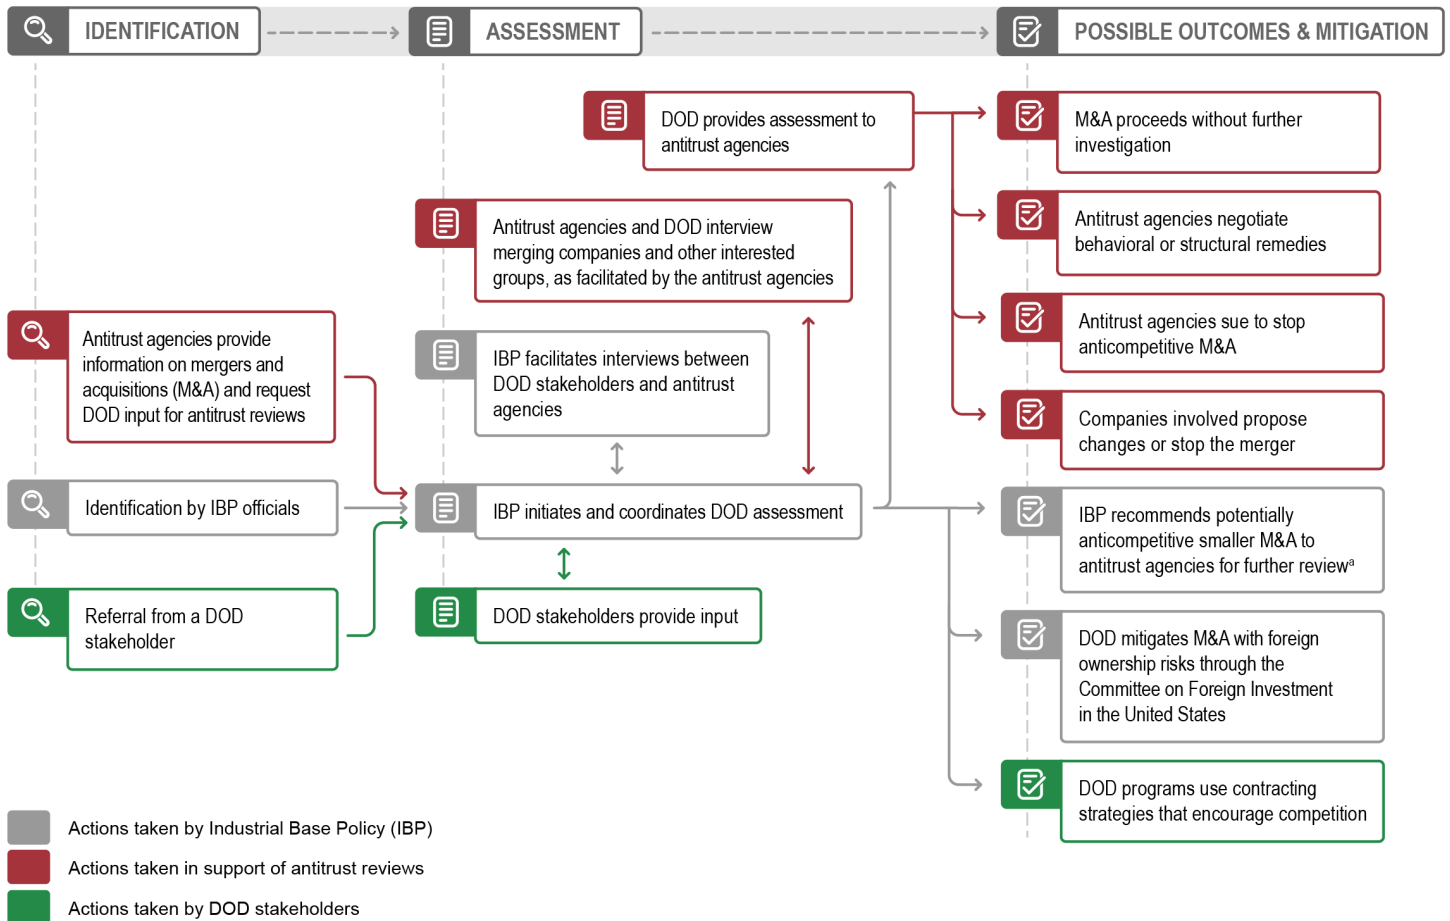 IDENTIFICATION
ASSESSMENT
POSSIBLE OUTCOMES & MITIGATION
Antitrust agencies provide
information on mergers and
acquisitions (M&A) and request
DOD input for antitrust reviews
Identification by IBP officials
Referral from a DOD
stakeholder
DOD provides assessment to
antitrust agencies
Antitrust agencies and DOD interview
merging companies and other interested
groups, as facilitated by the antitrust agencies
IBP facilitates interviews between
DOD stakeholders and antitrust
agencies
IBP initiates and coordinates DOD assessment
DOD stakeholders provide input
M&A proceeds without further
investigation
Antitrust agencies negotiate
behavioral or structural remedies
Antitrust agencies sue to stop
anticompetitive M&A
Companies involved propose
changes or stop the merger
IBP recommends potentially
anticompetitive smaller M&A to
antitrust agencies for further reviewᵃ
DOD mitigates M&A with foreign
ownership risks through the
Committee on Foreign Investment
in the United States
DOD programs use contracting
strategies that encourage competition
Actions taken by Industrial Base Policy (IBP)
Actions taken in support of antitrust reviews
Actions taken by DOD stakeholders